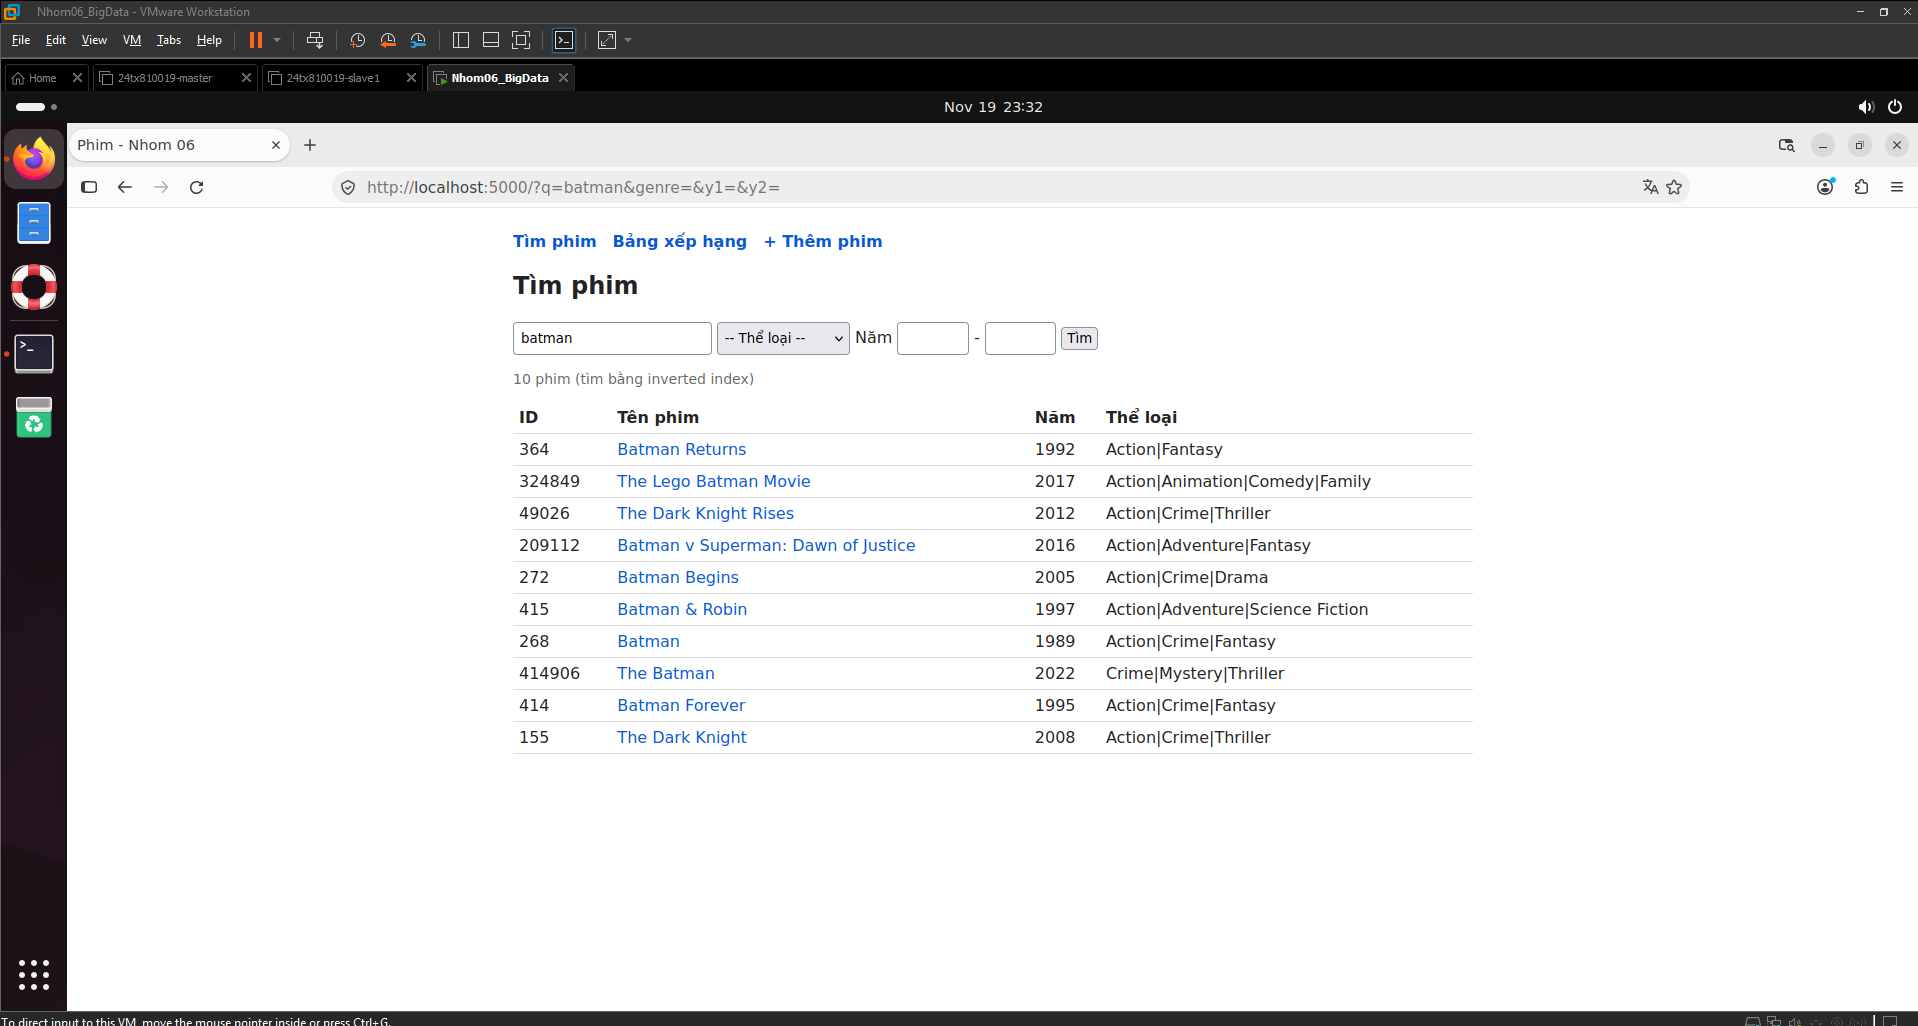 Nhom06_BigData - VMware Workstation
File Edit View VM Tabs Help
Home 24tx810019-master 24tx810019-slave1 Nhom06_BigData
Nov 19 23:32
Phim - Nhom 06
http://localhost:5000/?q=batman&genre=&y1=&y2=
Tìm phim Bảng xếp hạng + Thêm phim
Tìm phim
batman -- Thể loại -- Năm - Tìm
10 phim (tìm bằng inverted index)
ID Tên phim Năm Thể loại
364 Batman Returns 1992 Action|Fantasy
324849 The Lego Batman Movie 2017 Action|Animation|Comedy|Family
49026 The Dark Knight Rises 2012 Action|Crime|Thriller
209112 Batman v Superman: Dawn of Justice 2016 Action|Adventure|Fantasy
272 Batman Begins 2005 Action|Crime|Drama
415 Batman & Robin 1997 Action|Adventure|Science Fiction
268 Batman 1989 Action|Crime|Fantasy
414906 The Batman 2022 Crime|Mystery|Thriller
414 Batman Forever 1995 Action|Crime|Fantasy
155 The Dark Knight 2008 Action|Crime|Thriller
To direct input to this VM, move the mouse pointer inside or press Ctrl+G.